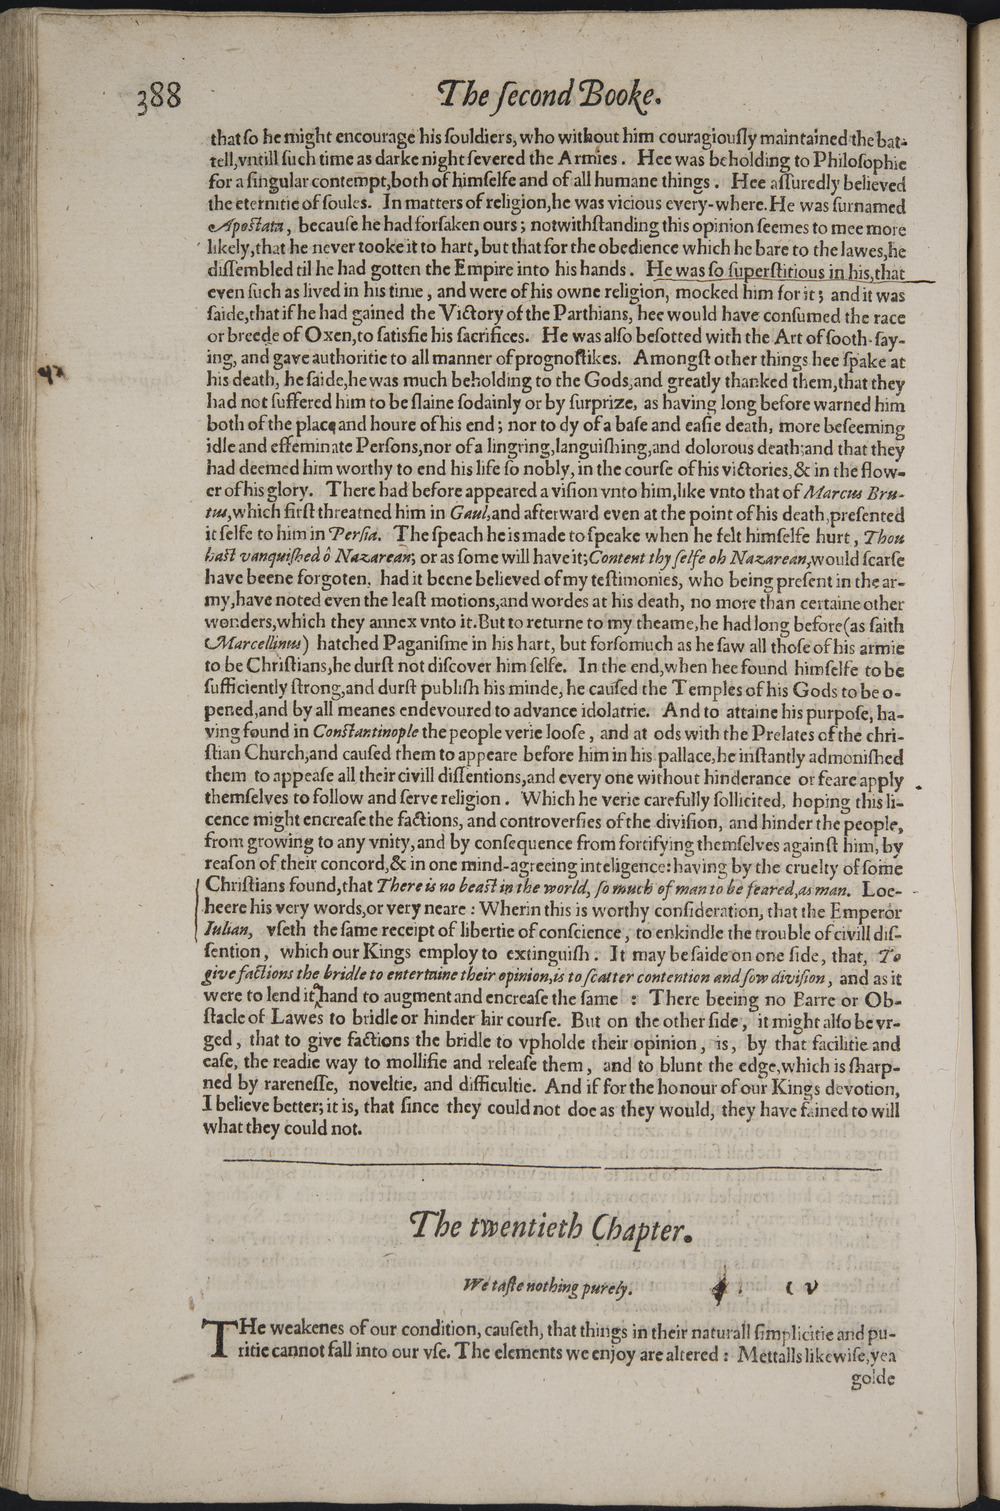 388 The ſecond Booke.
that ſo he might encourage his ſouldiers, who without him couragiouſly maintained the bat-
tell, vntill ſuch time as darke night ſevered the Armies. Hee was beholding to Philoſophie
for a ſingular contempt, both of himſelfe and of all humane things. Hee aſſuredly believed
the eternitie of ſoules. In matters of religion, he was vicious every-where. He was ſurnamed
Apoſtata, becauſe he had forſaken ours; notwithſtanding this opinion ſeemes to mee more
likely, that he never tooke it to hart, but that for the obedience which he bare to the lawes, he
diſſembled til he had gotten the Empire into his hands. He was ſo ſuperſtitious in his, that
even ſuch as lived in his time, and were of his owne religion, mocked him for it; and it was
ſaide, that if he had gained the Victory of the Parthians, hee would have conſumed the race
or breede of Oxen, to ſatisfie his ſacrifices. He was alſo beſotted with the Art of ſooth-ſay-
ing, and gave authoritie to all manner of prognoſtikes. Amongſt other things hee ſpake at
his death, he ſaide, he was much beholding to the Gods, and greatly thanked them, that they
had not ſuffered him to be ſlaine ſodainly or by ſurprize, as having long before warned him
both of the place and houre of his end; nor to dy of a baſe and eaſie death, more beſeeming
idle and effeminate Perſons, nor of a lingring, languiſhing, and dolorous death: and that they
had deemed him worthy to end his life ſo nobly, in the courſe of his victories, & in the flow-
er of his glory. There had before appeared a viſion vnto him, like vnto that of Marcus Bru-
tus, which firſt threatned him in Gaul, and afterward even at the point of his death, preſented
it ſelfe to him in Perſia. The ſpeach he is made to ſpeake when he felt himſelfe hurt, Thou
haſt vanquiſhed ô Nazarean; or as ſome will have it; Content thy ſelfe oh Nazarean, would ſcarſe
have beene forgoten, had it beene believed of my teſtimonies, who being preſent in the ar-
my, have noted even the leaſt motions, and wordes at his death, no more than certaine other
wonders, which they annex vnto it. But to returne to my theame, he had long before (as ſaith
Marcellinus) hatched Paganiſme in his hart, but forſomuch as he ſaw all thoſe of his armie
to be Chriſtians, he durſt not diſcover him ſelfe. In the end, when hee found himſelfe to be
ſufficiently ſtrong, and durſt publiſh his minde, he cauſed the Temples of his Gods to be o-
pened, and by all meanes endevoured to advance idolatrie. And to attaine his purpoſe, ha-
ving found in Conſtantinople the people verie looſe, and at ods with the Prelates of the chri-
ſtian Church, and cauſed them to appeare before him in his pallace, he inſtantly admoniſhed
them to appeaſe all their civill diſſentions, and every one without hinderance or feare apply
themſelves to follow and ſerve religion. Which he verie carefully ſollicited, hoping this li-
cence might encreaſe the factions, and controverſies of the diviſion, and hinder the people,
from growing to any vnity, and by conſequence from fortifying themſelves againſt him, by
reaſon of their concord, & in one mind-agreeing inteligence: having by the cruelty of ſome
Chriſtians found, that There is no beaſt in the world, ſo much of man to be feared, as man. Loe-
heere his very words, or very neare: Wherin this is worthy conſideration, that the Emperor
Iulian, vſeth the ſame receipt of libertie of conſcience, to enkindle the trouble of civill diſ-
ſention, which our Kings employ to extinguiſh. It may be ſaide on one ſide, that, To
give factions the bridle to entertaine their opinion, is to ſcatter contention and ſow diviſion, and as it
were to lend it hand to augment and encreaſe the ſame: There beeing no Barre or Ob-
ſtacle of Lawes to bridle or hinder hir courſe. But on the other ſide, it might alſo be vr-
ged, that to give factions the bridle to vpholde their opinion, is, by that facilitie and
eaſe, the readie way to mollifie and releaſe them, and to blunt the edge, which is ſharp-
ned by rareneſſe, noveltie, and difficultie. And if for the honour of our Kings devotion,
I believe better; it is, that ſince they could not doe as they would, they have fained to will
what they could not.
The twentieth Chapter.
We taſte nothing purely.
THe weakenes of our condition, cauſeth, that things in their naturall ſimplicitie and pu-
ritie cannot fall into our vſe. The elements we enjoy are altered: Mettalls likewiſe, yea
golde